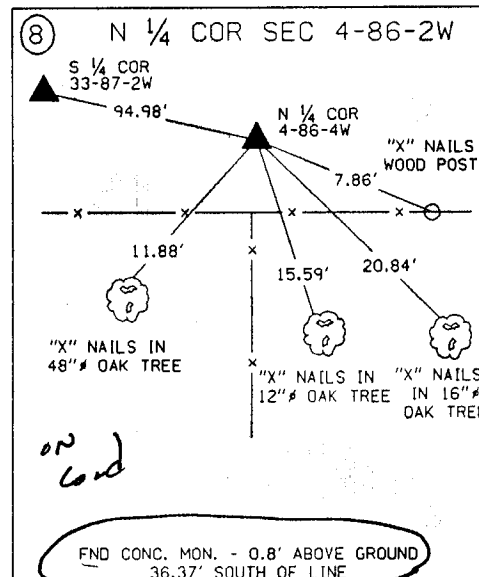 8 N 1/4 COR SEC 4-86-2W
S 1/4 COR
33-87-2W
94.98'
N 1/4 COR
4-86-4W
"X" NAILS
WOOD POST
7.86'
11.88'
15.59'
20.84'
"X" NAILS IN
48"ø OAK TREE
"X" NAILS IN
12"ø OAK TREE
"X" NAILS
IN 16"ø
OAK TREE
ON
FND CONC. MON. - 0.8' ABOVE GROUND
36.37' SOUTH OF LINE